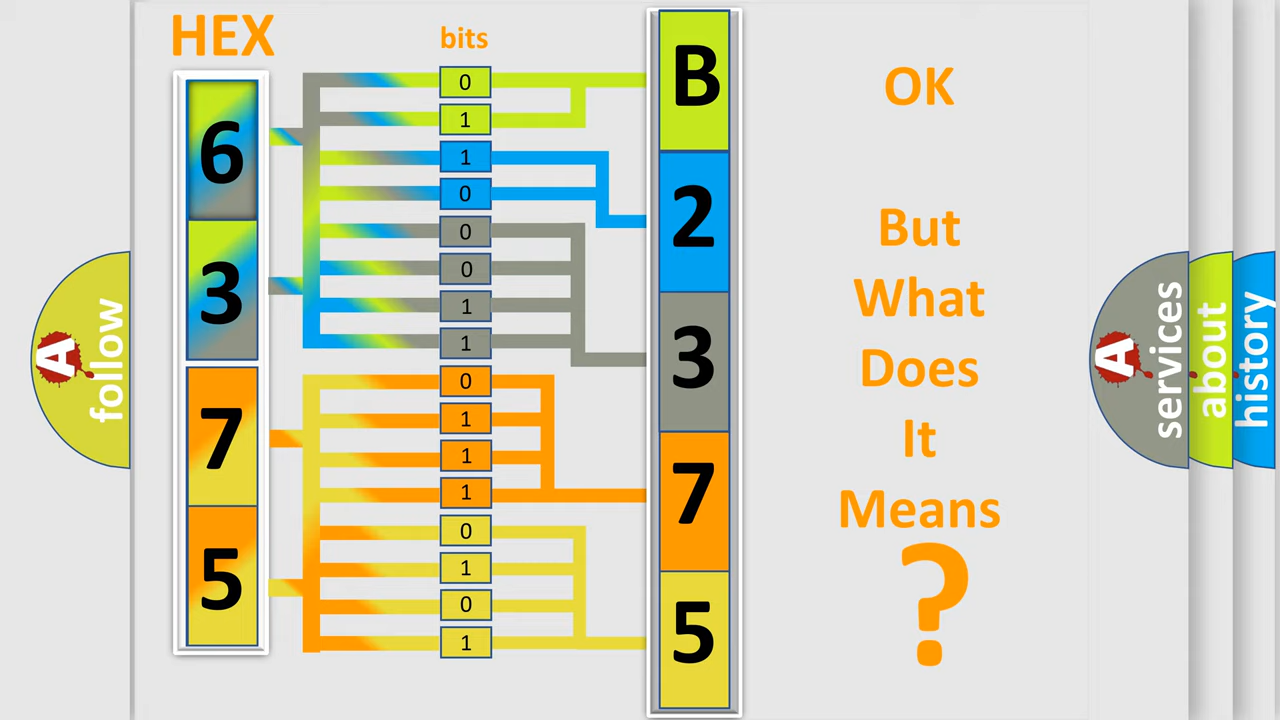 HEX
bits
6
3
7
5
0
1
1
0
0
0
1
1
0
1
1
1
0
1
0
1
B
2
3
7
5
OK
But
What
Does
It
Means
?
A
follow
A
services
about
history